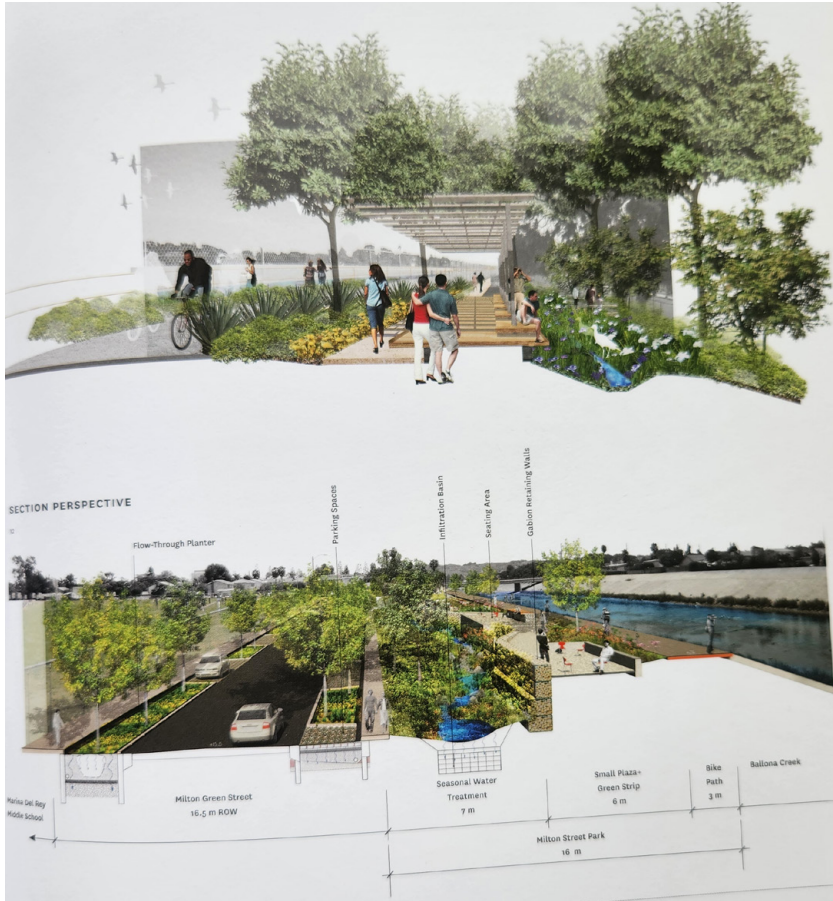 SECTION PERSPECTIVE
Flow-Through Planter
Parking Spaces
Infiltration Basin
Seating Area
Gabion Retaining Walls
Marina Del Rey
Middle School
Milton Green Street
16.5 m ROW
Seasonal Water
Treatment
7 m
Small Plaza+
Green Strip
6 m
Bike
Path
3 m
Ballona Creek
Milton Street Park
16 m